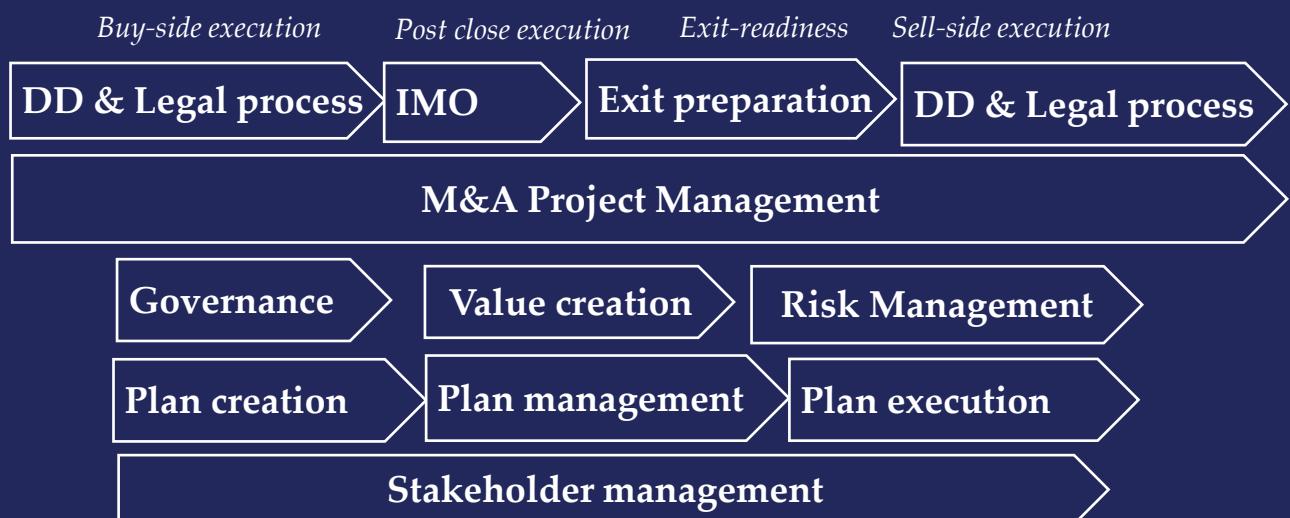 Buy-side execution Post close execution Exit-readiness Sell-side execution
DD & Legal process IMO Exit preparation DD & Legal process
M&A Project Management
Governance Value creation Risk Management
Plan creation Plan management Plan execution
Stakeholder management